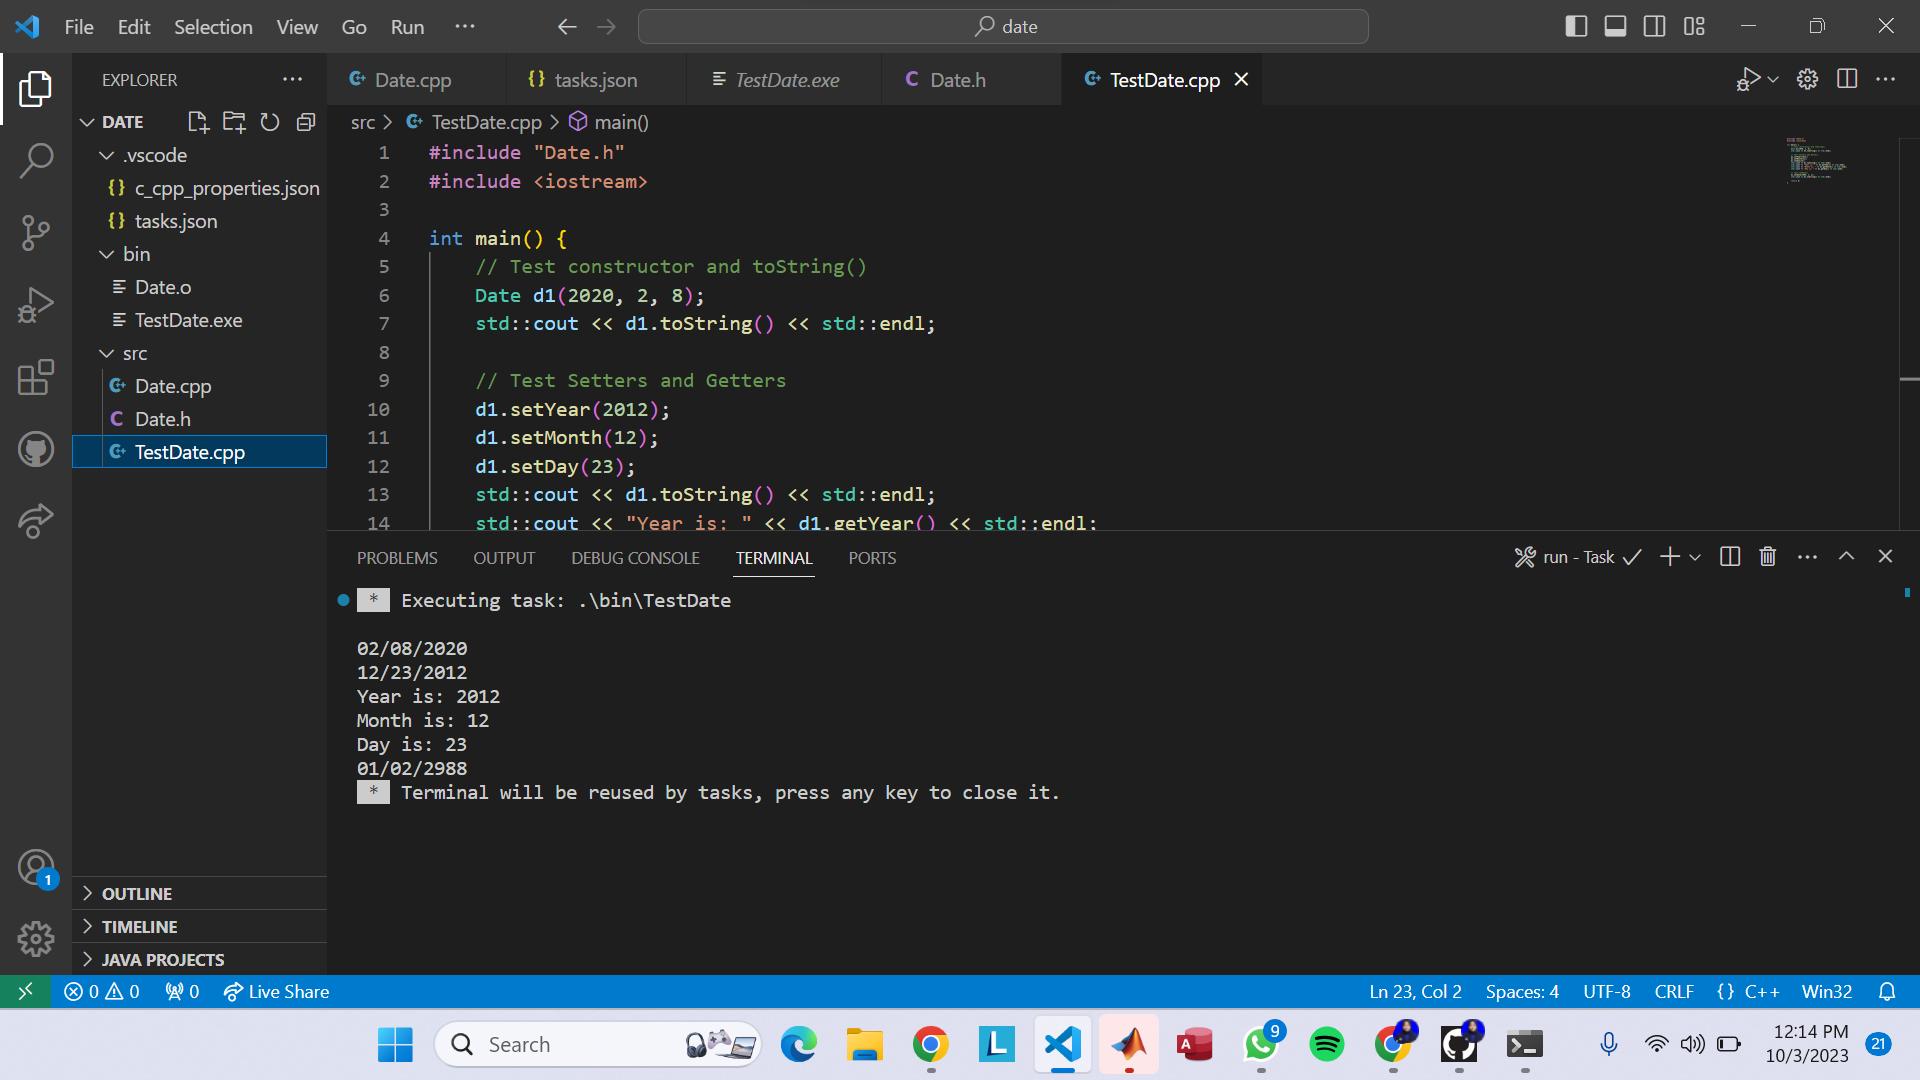 File Edit Selection View Go Run ···
date
EXPLORER ···
Date.cpp
tasks.json
TestDate.exe
Date.h
TestDate.cpp
DATE
.vscode
c_cpp_properties.json
tasks.json
bin
Date.o
TestDate.exe
src
Date.cpp
Date.h
TestDate.cpp
OUTLINE
TIMELINE
JAVA PROJECTS
1
src > TestDate.cpp > main()
1 #include "Date.h"
2 #include <iostream>
3
4 int main() {
5 // Test constructor and toString()
6 Date d1(2020, 2, 8);
7 std::cout << d1.toString() << std::endl;
8
9 // Test Setters and Getters
10 d1.setYear(2012);
11 d1.setMonth(12);
12 d1.setDay(23);
13 std::cout << d1.toString() << std::endl;
14 std::cout << "Year is: " << d1.getYear() << std::endl;
PROBLEMS OUTPUT DEBUG CONSOLE TERMINAL PORTS
run - Task
* Executing task: .\bin\TestDate
02/08/2020
12/23/2012
Year is: 2012
Month is: 12
Day is: 23
01/02/2988
* Terminal will be reused by tasks, press any key to close it.
0 0 0 Live Share
Ln 23, Col 2 Spaces: 4 UTF-8 CRLF {} C++ Win32
Search
L
A
9
12:14 PM
10/3/2023
21